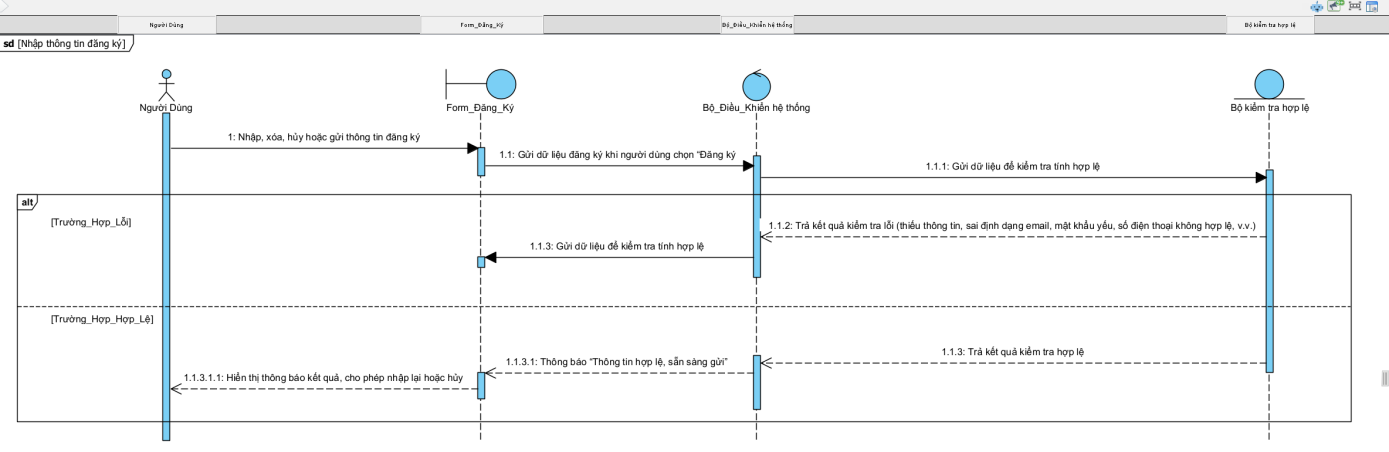 Người Dùng Form_Đăng_Ký Bộ_Điều_Khiển hệ thống Bộ kiểm tra hợp lệ
sd [Nhập thông tin đăng ký]
Người Dùng Form_Đăng_Ký Bộ_Điều_Khiển hệ thống Bộ kiểm tra hợp lệ
1: Nhập, xóa, hủy hoặc gửi thông tin đăng ký
1.1: Gửi dữ liệu đăng ký khi người dùng chọn “Đăng ký
1.1.1: Gửi dữ liệu để kiểm tra tính hợp lệ
alt
[Trường_Hợp_Lỗi]
1.1.2: Trả kết quả kiểm tra lỗi (thiếu thông tin, sai định dạng email, mật khẩu yếu, số điện thoại không hợp lệ, v.v.)
1.1.3: Gửi dữ liệu để kiểm tra tính hợp lệ
[Trường_Hợp_Hợp_Lệ]
1.1.3: Trả kết quả kiểm tra hợp lệ
1.1.3.1: Thông báo “Thông tin hợp lệ, sẵn sàng gửi”
1.1.3.1.1: Hiển thị thông báo kết quả, cho phép nhập lại hoặc hủy